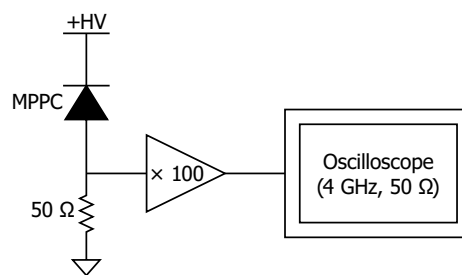 +HV
MPPC
× 100
Oscilloscope
(4 GHz, 50 Ω)
50 Ω